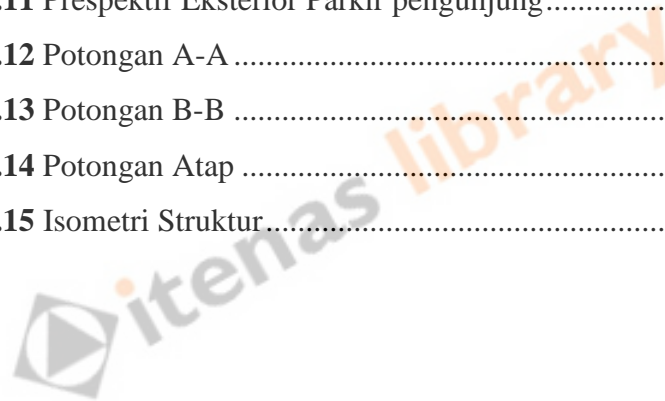 .11 Prespektif Eksterior Parkir pengunjung..............
.12 Potongan A-A ......................................................
.13 Potongan B-B ......................................................
.14 Potongan Atap .....................................................
.15 Isometri Struktur..................................................
itenas library